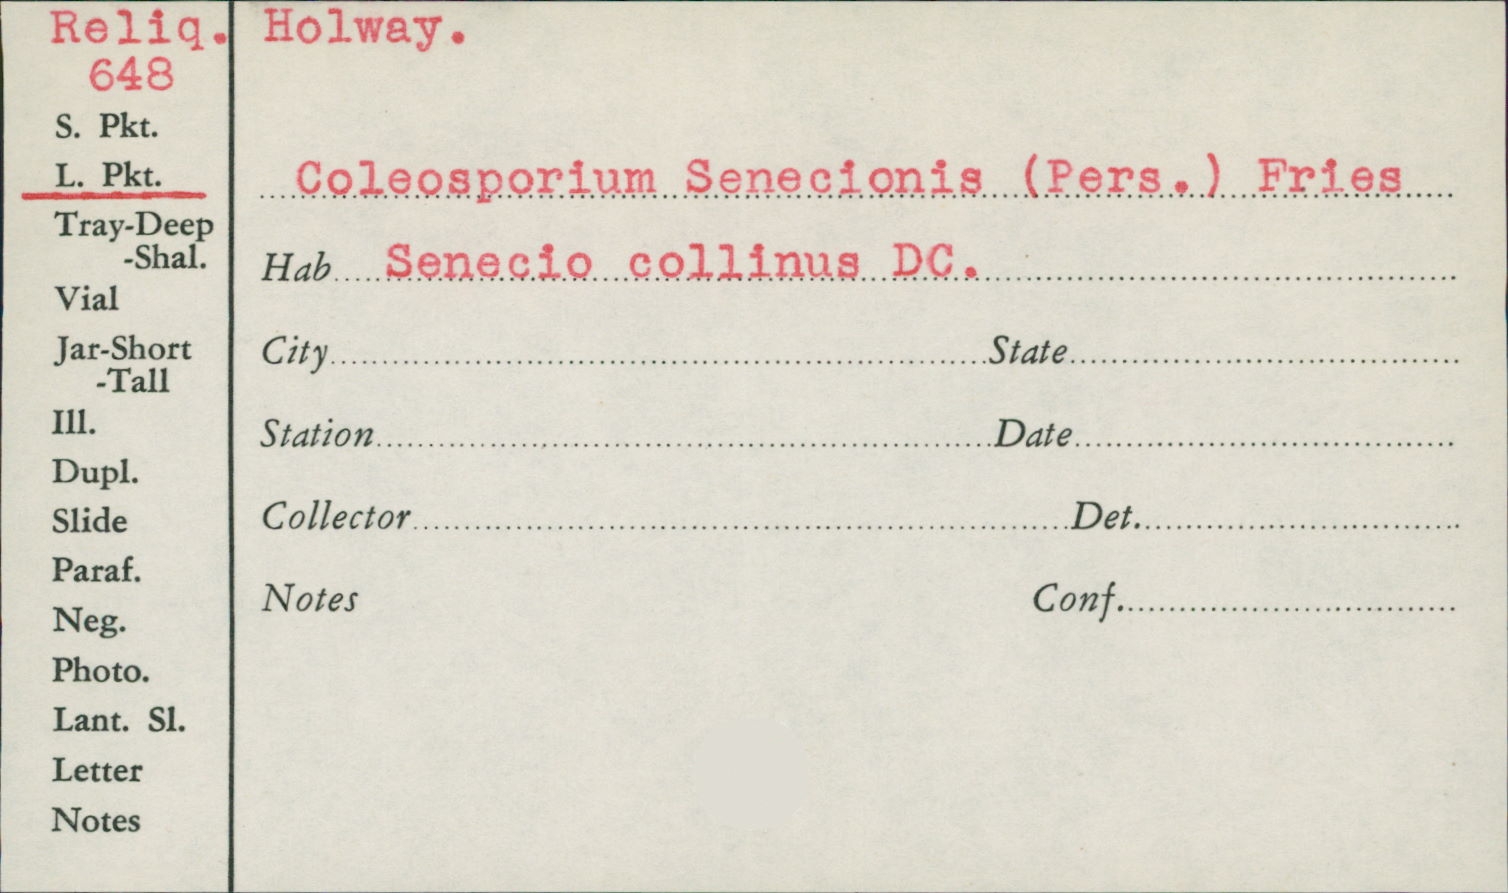 Reliq. Holway.
648
S. Pkt.
L. Pkt.
Coleosporium Senecionis (Pers.) Fries
Tray-Deep
-Shal.
Hab Senecio collinus DC.
Vial
Jar-Short
-Tall
City State
Ill.
Station Date
Dupl.
Slide
Collector Det.
Paraf.
Notes Conf.
Neg.
Photo.
Lant. Sl.
Letter
Notes